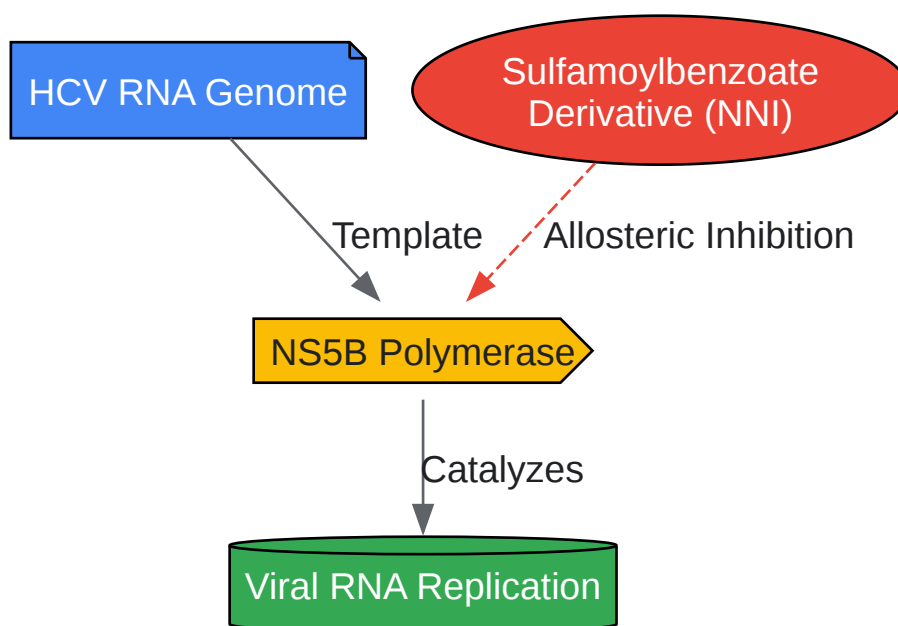 HCV RNA Genome
Sulfamoylbenzoate
Derivative (NNI)
Template
Allosteric Inhibition
NS5B Polymerase
Catalyzes
Viral RNA Replication